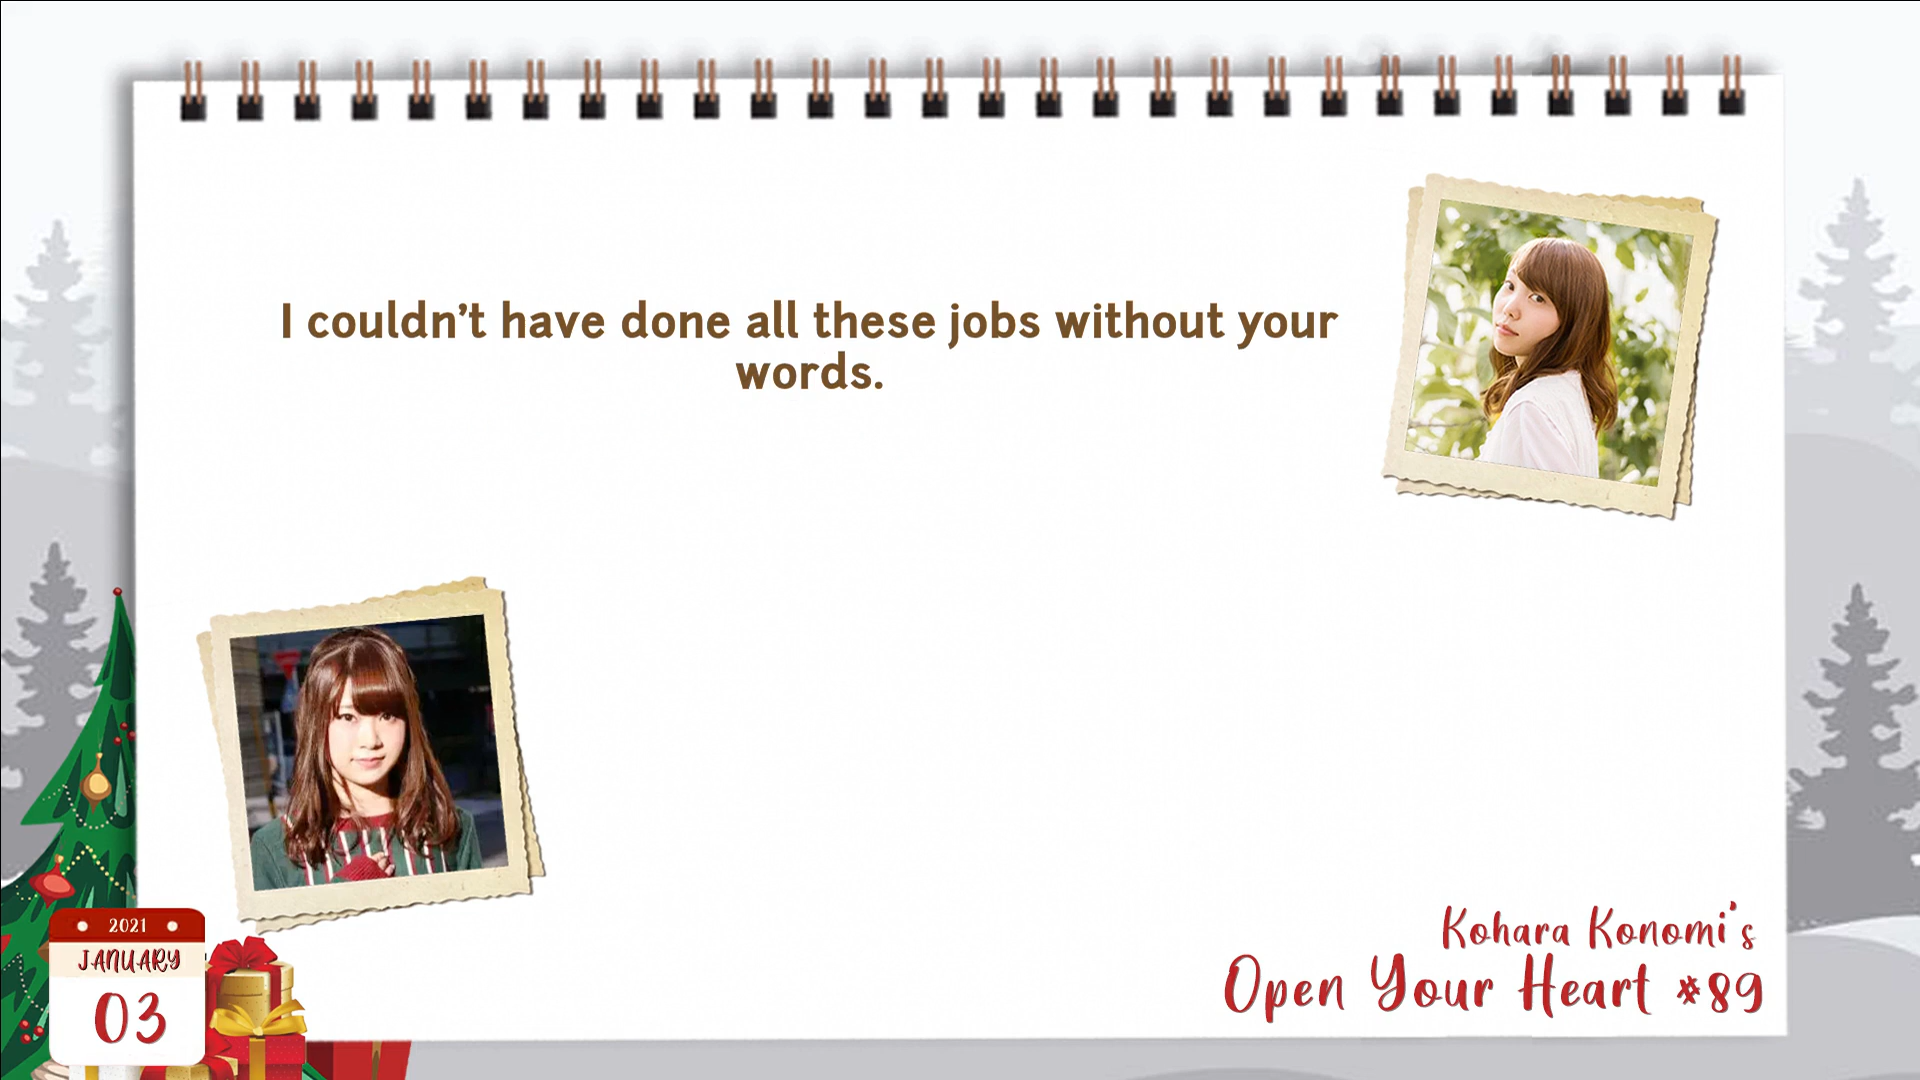 I couldn’t have done all these jobs without your
words.
2021
JANUARY
03
Kohara Konomi's
Open Your Heart #89